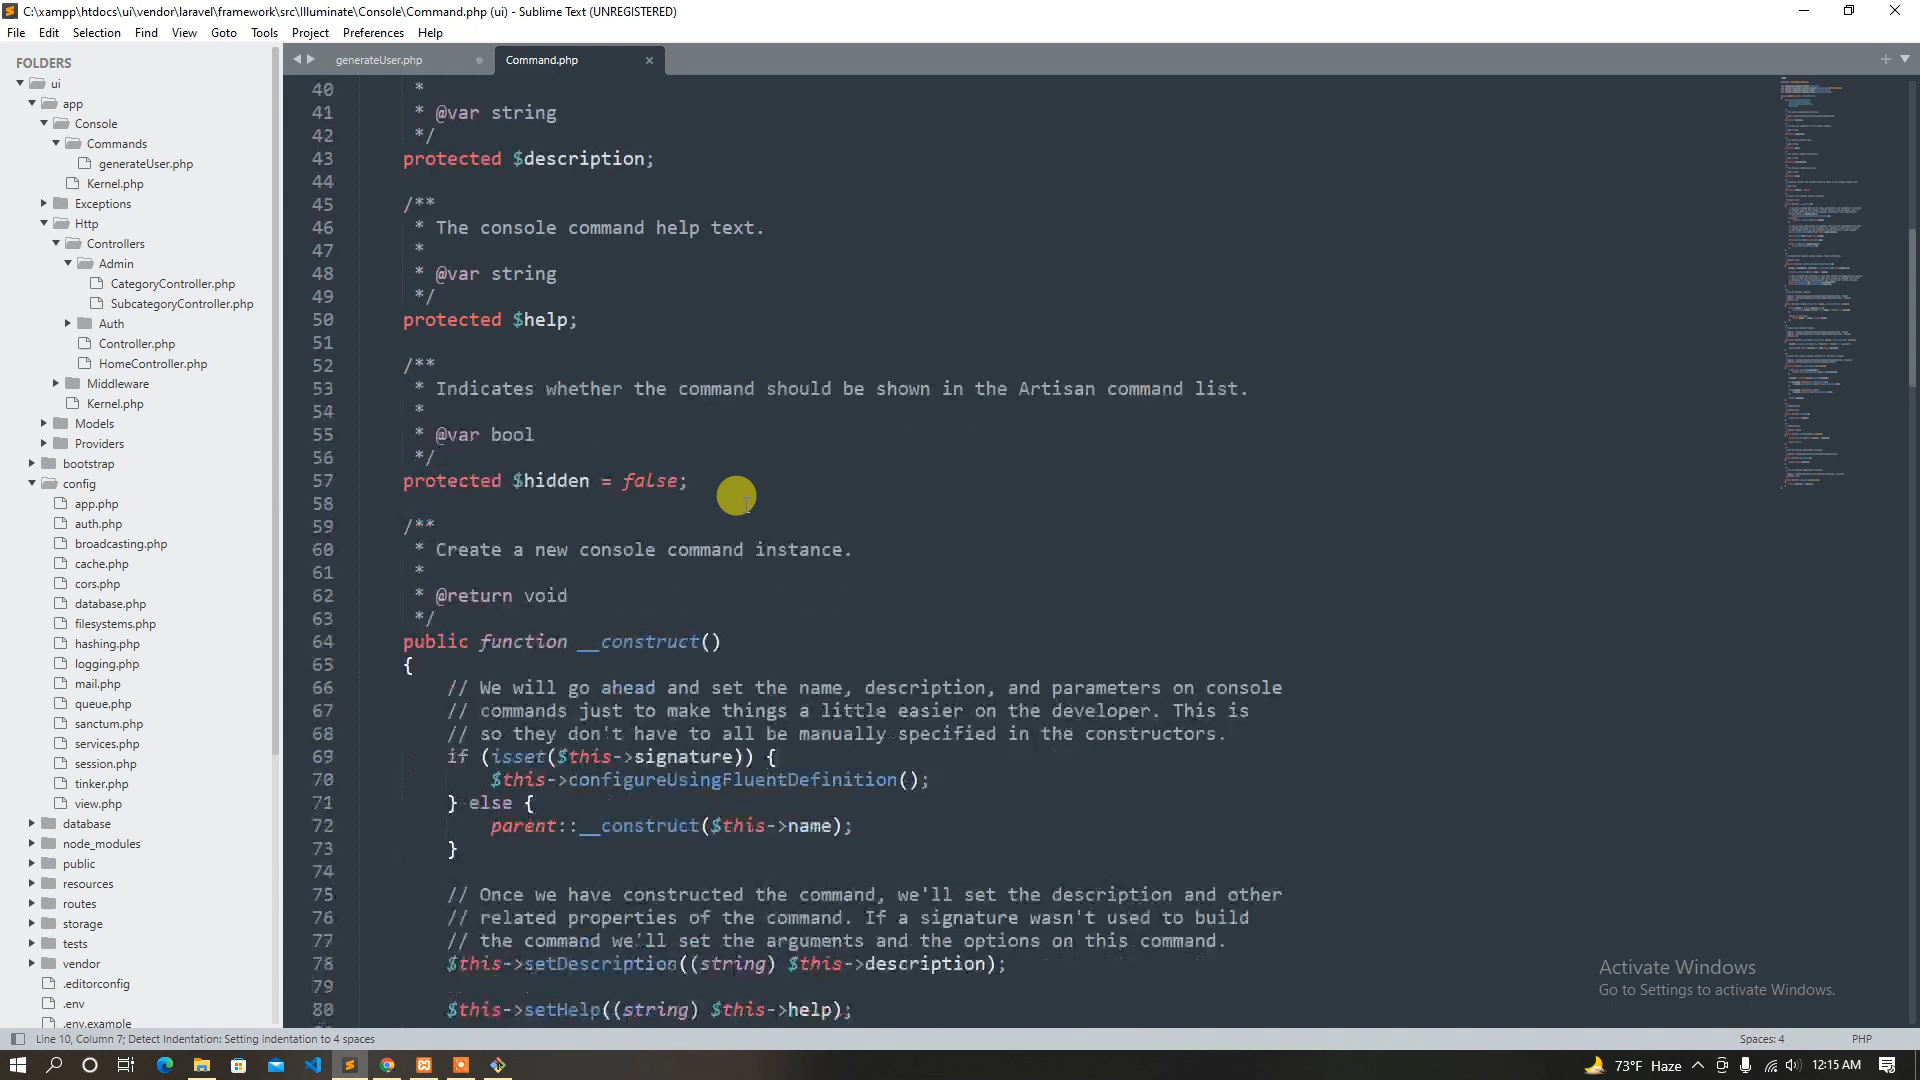 C:\xampp\htdocs\ui\vendor\laravel\framework\src\Illuminate\Console\Command.php (ui) - Sublime Text (UNREGISTERED)
File Edit Selection Find View Goto Tools Project Preferences Help
FOLDERS
ui
app
Console
Commands
generateUser.php
Kernel.php
Exceptions
Http
Controllers
Admin
CategoryController.php
SubcategoryController.php
Auth
Controller.php
HomeController.php
Middleware
Kernel.php
Models
Providers
bootstrap
config
app.php
auth.php
broadcasting.php
cache.php
cors.php
database.php
filesystems.php
hashing.php
logging.php
mail.php
queue.php
sanctum.php
services.php
session.php
tinker.php
view.php
database
node_modules
public
resources
routes
storage
tests
vendor
.editorconfig
.env
.env.example
generateUser.php
Command.php
40 *
41 * @var string
42 */
43 protected $description;
44
45 /**
46 * The console command help text.
47 *
48 * @var string
49 */
50 protected $help;
51
52 /**
53 * Indicates whether the command should be shown in the Artisan command list.
54 *
55 * @var bool
56 */
57 protected $hidden = false;
58
59 /**
60 * Create a new console command instance.
61 *
62 * @return void
63 */
64 public function __construct()
65 {
66 // We will go ahead and set the name, description, and parameters on console
67 // commands just to make things a little easier on the developer. This is
68 // so they don't have to all be manually specified in the constructors.
69 if (isset($this->signature)) {
70 $this->configureUsingFluentDefinition();
71 } else {
72 parent::__construct($this->name);
73 }
74
75 // Once we have constructed the command, we'll set the description and other
76 // related properties of the command. If a signature wasn't used to build
77 // the command we'll set the arguments and the options on this command.
78 $this->setDescription((string) $this->description);
79
80 $this->setHelp((string) $this->help);
Activate Windows
Go to Settings to activate Windows.
Line 10, Column 7; Detect Indentation: Setting indentation to 4 spaces
Spaces: 4
PHP
73°F Haze
12:15 AM